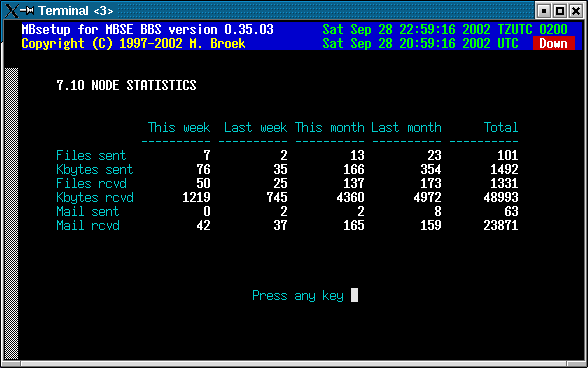 Terminal <3>
MBsetup for MBSE BBS version 0.35.03 Sat Sep 28 22:59:16 2002 TZUTC 0200
Copyright (C) 1997-2002 M. Broek Sat Sep 28 20:59:16 2002 UTC Down
7.10 NODE STATISTICS
This week Last week This month Last month Total
---------- ---------- ---------- ---------- ----------
Files sent 7 2 13 23 101
Kbytes sent 76 35 166 354 1492
Files rcvd 50 25 137 173 1331
Kbytes rcvd 1219 745 4360 4972 48993
Mail sent 0 2 2 8 63
Mail rcvd 42 37 165 159 23871
Press any key